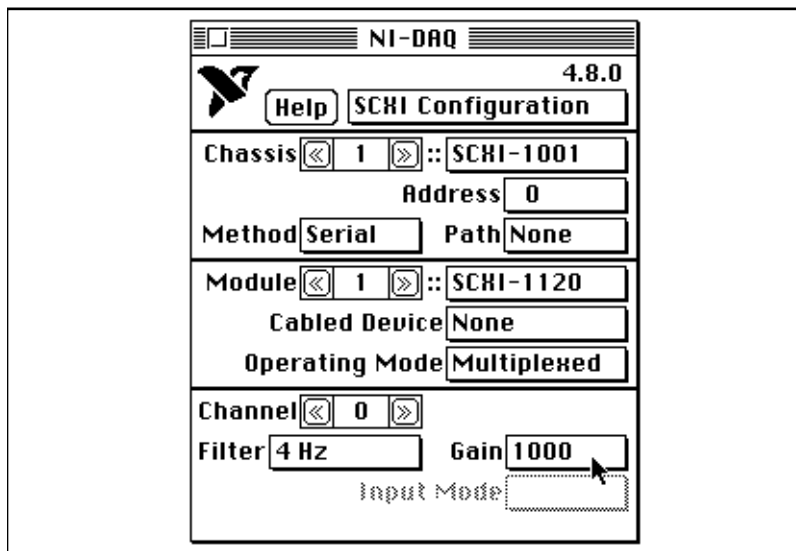 NI-DAQ
4.8.0
Help SCXI Configuration
Chassis « 1 » :: SCXI-1001
Address 0
Method Serial Path None
Module « 1 » :: SCXI-1120
Cabled Device None
Operating Mode Multiplexed
Channel « 0 »
Filter 4 Hz Gain 1000
Input Mode